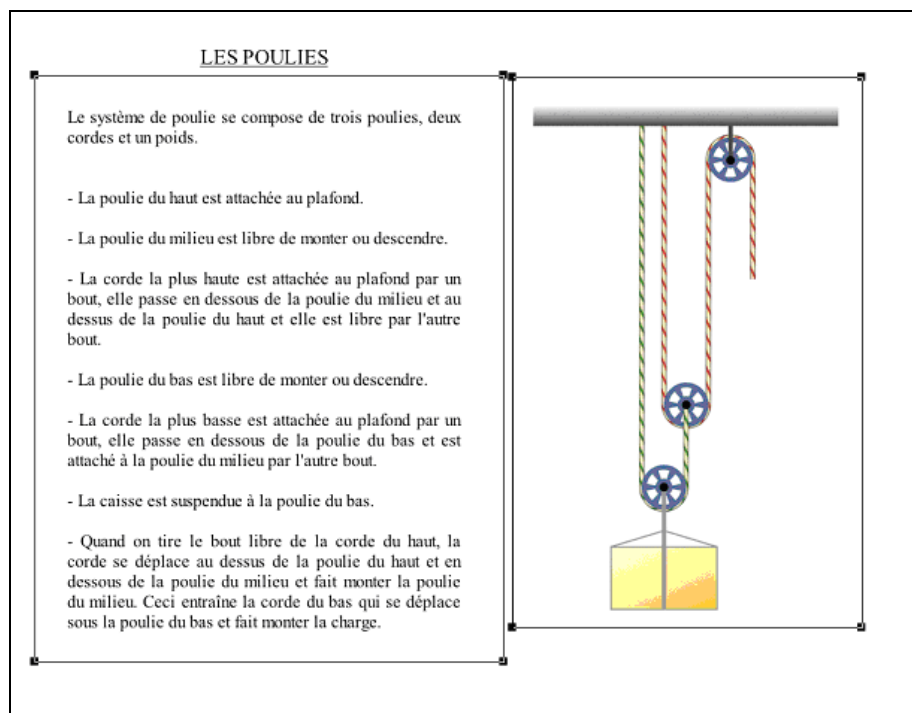 LES POULIES
Le système de poulie se compose de trois poulies, deux
cordes et un poids.
- La poulie du haut est attachée au plafond.
- La poulie du milieu est libre de monter ou descendre.
- La corde la plus haute est attachée au plafond par un
bout, elle passe en dessous de la poulie du milieu et au
dessus de la poulie du haut et elle est libre par l'autre
bout.
- La poulie du bas est libre de monter ou descendre.
- La corde la plus basse est attachée au plafond par un
bout, elle passe en dessous de la poulie du bas et est
attaché à la poulie du milieu par l'autre bout.
- La caisse est suspendue à la poulie du bas.
- Quand on tire le bout libre de la corde du haut, la
corde se déplace au dessus de la poulie du haut et en
dessous de la poulie du milieu et fait monter la poulie
du milieu. Ceci entraîne la corde du bas qui se déplace
sous la poulie du bas et fait monter la charge.